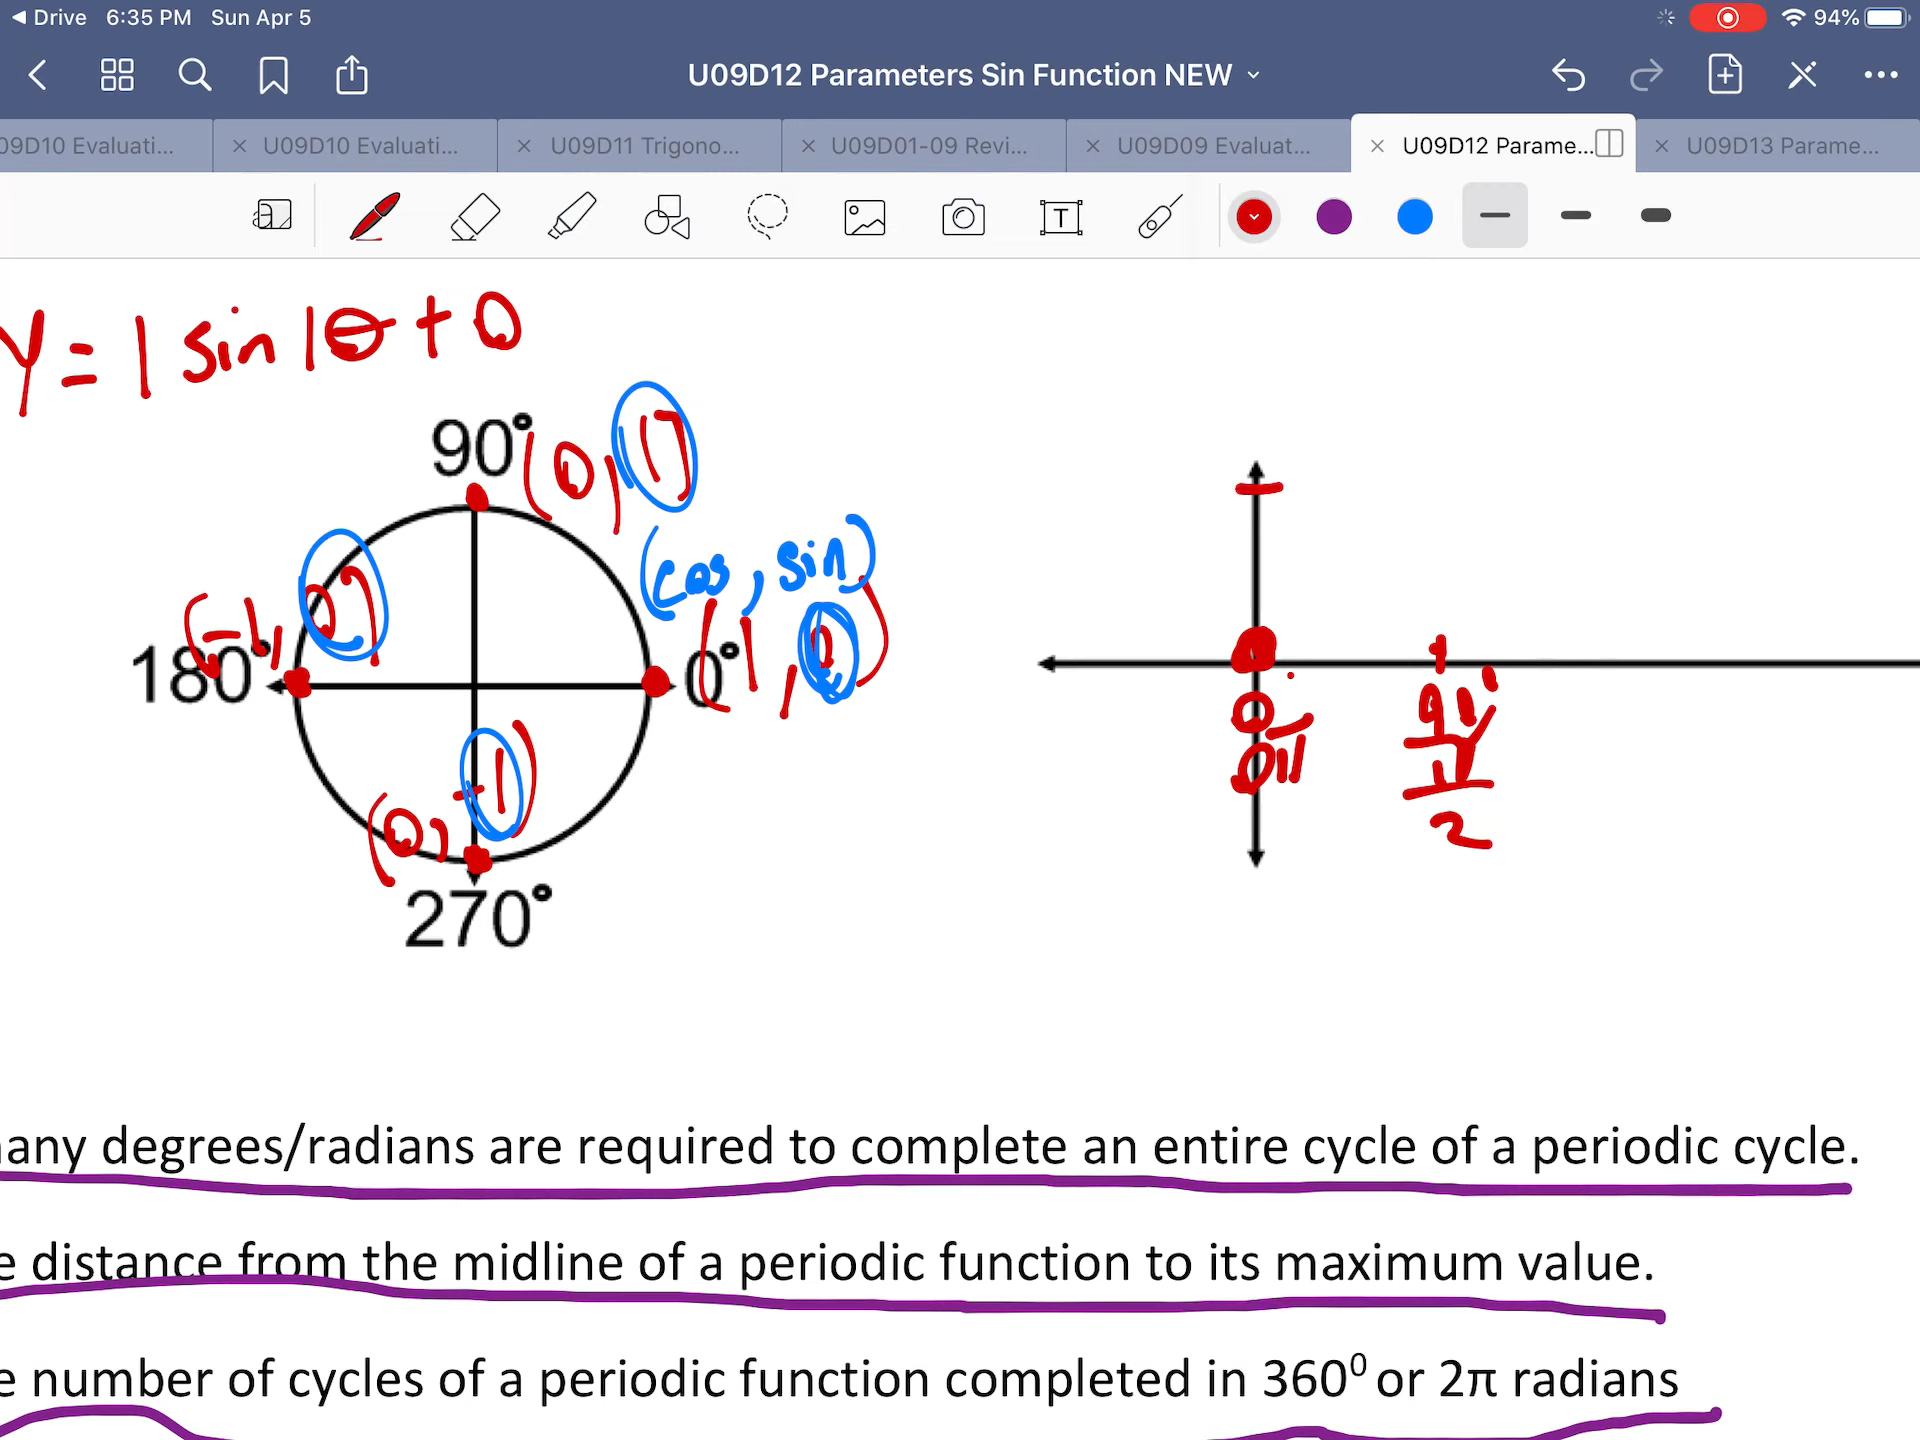 Drive 6:35 PM Sun Apr 5 94%
U09D12 Parameters Sin Function NEW
09D10 Evaluati... U09D10 Evaluati... U09D11 Trigono... U09D01-09 Revi... U09D09 Evaluat... U09D12 Parame... U09D13 Parame...
T
y = 1 sin 1θ + 0
90° (0, 1)
(cos, sin)
(-1, 0)
180° 0° (1, 0)
(0, -1)
270°
0° 90°
0π π
2
any degrees/radians are required to complete an entire cycle of a periodic cycle.
e distance from the midline of a periodic function to its maximum value.
e number of cycles of a periodic function completed in 360⁰ or 2π radians